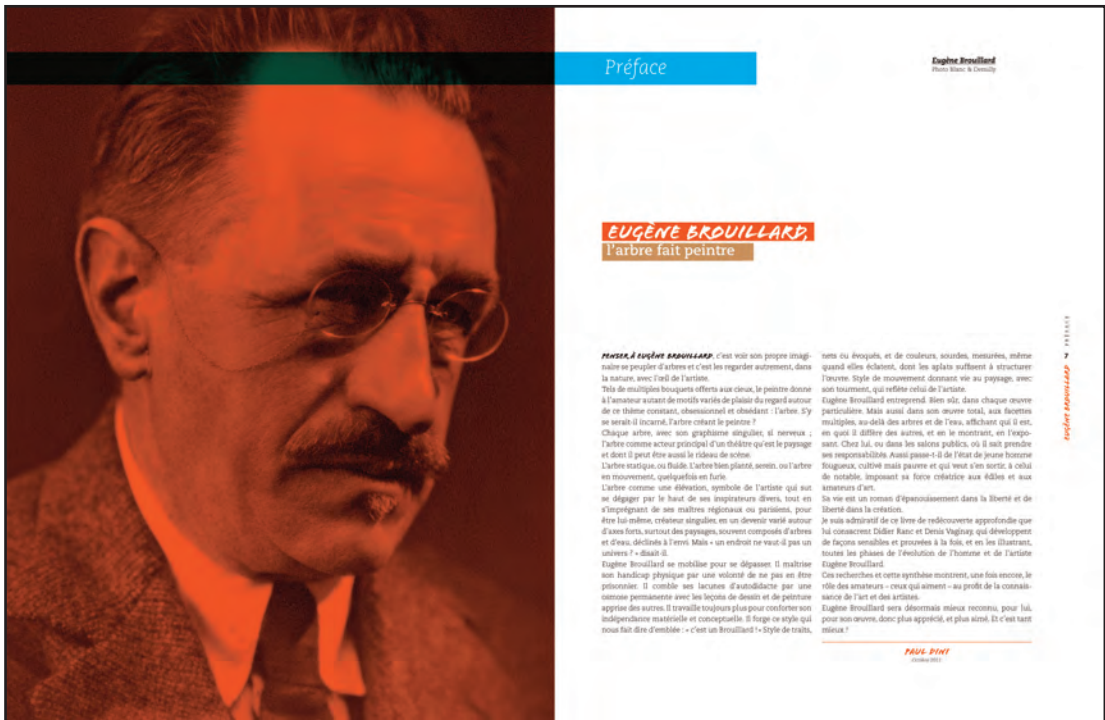 Préface
Eugène Brouillard
Photo Blanc & Demilly
EUGÈNE BROUILLARD,
l'arbre fait peintre
PENSER À EUGÈNE BROUILLARD, c'est voir son propre imagi-
naire se peupler d'arbres et c'est les regarder autrement, dans
la nature, avec l'œil de l'artiste.
Tels de multiples bouquets offerts aux cieux, le peintre donne
à l'amateur autant de motifs variés de plaisir du regard autour
de ce thème constant, obsessionnel et obsédant : l'arbre. S'y
se serait-il incarné, l'arbre créant le peintre ?
Chaque arbre, avec son graphisme singulier, si nerveux ;
l'arbre comme acteur principal d'un théâtre qu'est le paysage
et dont il peut être aussi le rideau de scène.
L'arbre statique, ou fluide. L'arbre bien planté, serein, ou l'arbre
en mouvement, quelquefois en furie.
L'arbre comme une élévation, symbole de l'artiste qui sut
se dégager par le haut de ses inspirateurs divers, tout en
s'imprégnant de ses maîtres régionaux ou parisiens, pour
être lui-même, créateur singulier, en un devenir varié autour
d'axes forts, surtout des paysages, souvent composés d'arbres
et d'eau, déclinés à l'envi. Mais « un endroit ne vaut-il pas un
univers ? » disait-il.
Eugène Brouillard se mobilise pour se dépasser. Il maîtrise
son handicap physique par une volonté de ne pas en être
prisonnier. Il comble ses lacunes d'autodidacte par une
osmose permanente avec les leçons de dessin et de peinture
apprise des autres. Il travaille toujours plus pour conforter son
indépendance matérielle et conceptuelle. Il forge ce style qui
nous fait dire d'emblée : « c'est un Brouillard ! » Style de traits,
nets ou évoqués, et de couleurs, sourdes, mesurées, même
quand elles éclatent, dont les aplats suffisent à structurer
l'œuvre. Style de mouvement donnant vie au paysage, avec
son tourment, qui reflète celui de l'artiste.
Eugène Brouillard entreprend. Bien sûr, dans chaque œuvre
particulière. Mais aussi dans son œuvre total, aux facettes
multiples, au-delà des arbres et de l'eau, affichant qui il est,
en quoi il diffère des autres, et en le montrant, en l'expo-
sant. Chez lui, ou dans les salons publics, où il sait prendre
ses responsabilités. Aussi passe-t-il de l'état de jeune homme
fougueux, cultivé mais pauvre et qui veut s'en sortir, à celui
de notable, imposant sa force créatrice aux édiles et aux
amateurs d'art.
Sa vie est un roman d'épanouissement dans la liberté et de
liberté dans la création.
Je suis admiratif de ce livre de redécouverte approfondie que
lui consacrent Didier Ranc et Denis Vaginay, qui développent
de façons sensibles et prouvées à la fois, et en les illustrant,
toutes les phases de l'évolution de l'homme et de l'artiste
Eugène Brouillard.
Ces recherches et cette synthèse montrent, une fois encore, le
rôle des amateurs – ceux qui aiment – au profit de la connais-
sance de l'art et des artistes.
Eugène Brouillard sera désormais mieux reconnu, pour lui,
pour son œuvre, donc plus apprécié, et plus aimé. Et c'est tant
mieux !
PAUL DINI
PRÉFACE
7
EUGÈNE BROUILLARD